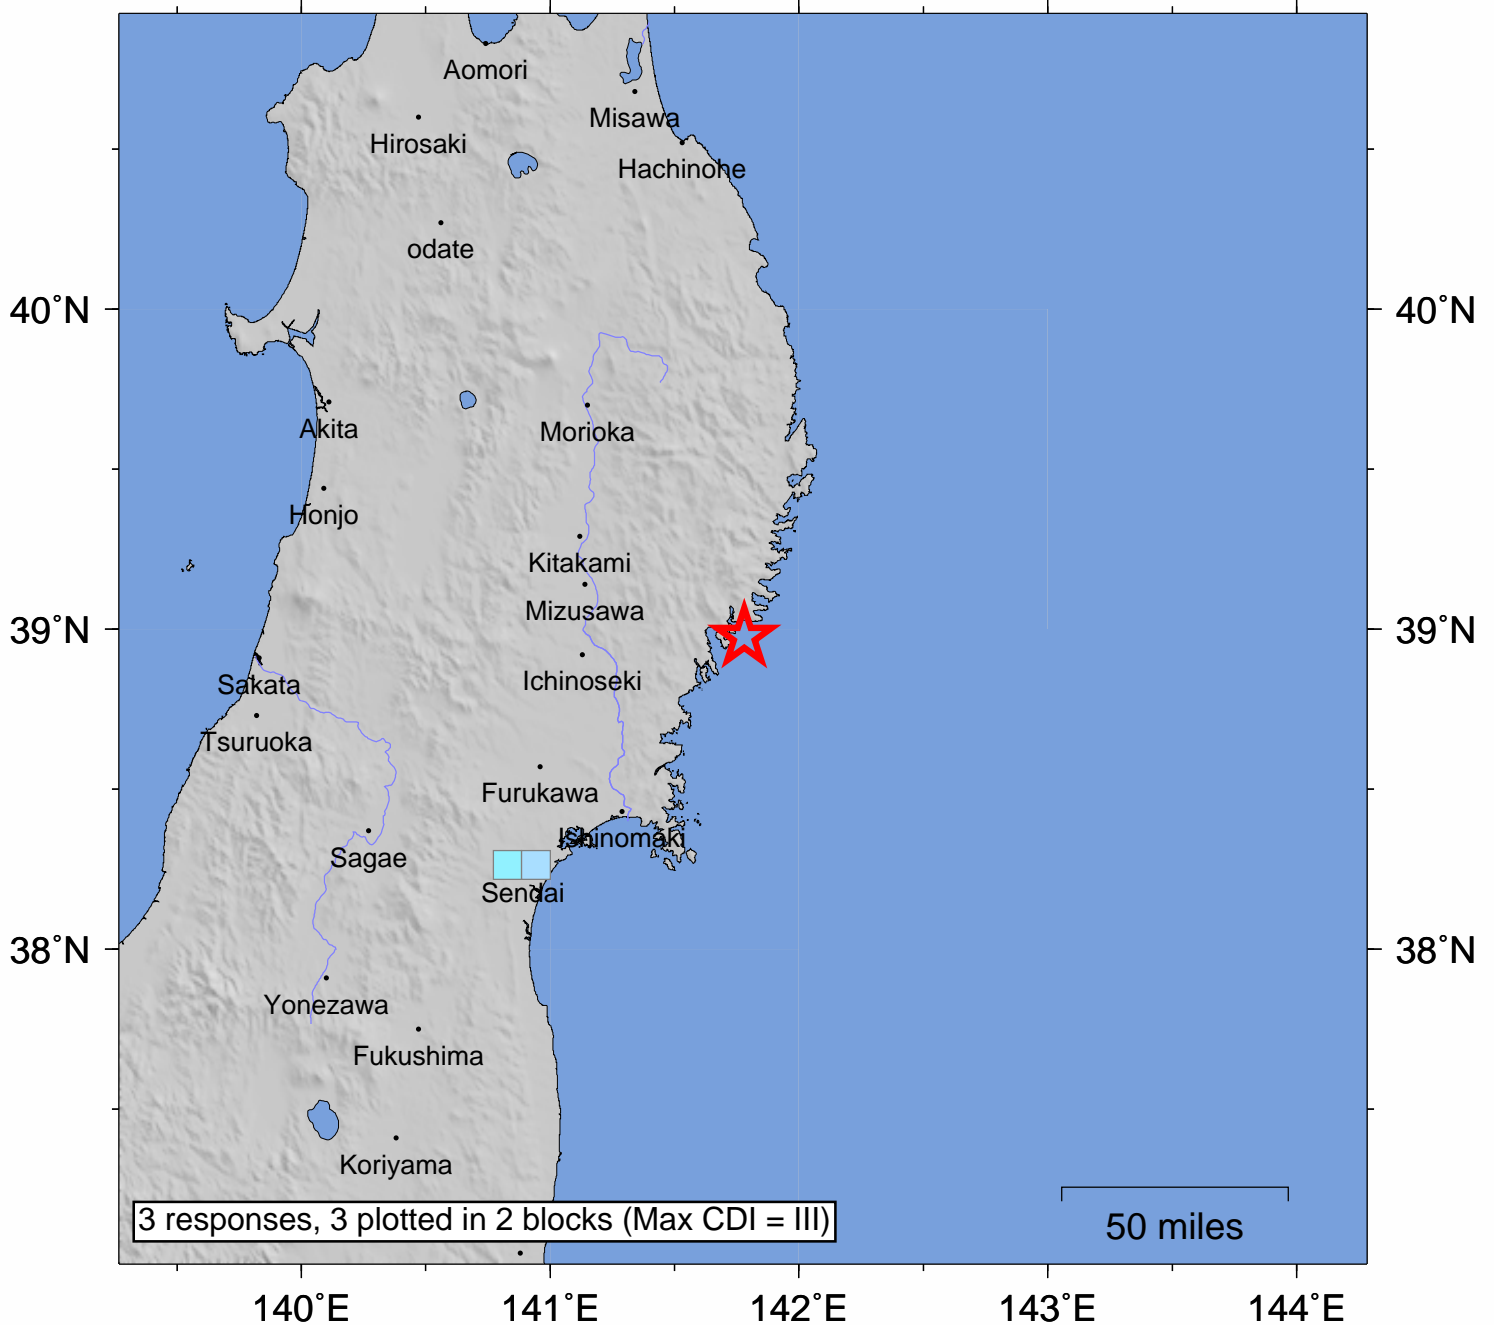 Aomori
Misawa
Hirosaki
Hachinohe
odate
40˚N
40˚N
Akita
Morioka
Honjo
Kitakami
Mizusawa
39˚N
39˚N
Ichinoseki
Sakata
Tsuruoka
Furukawa
Ishinomaki
Sagae
Sendai
38˚N
38˚N
Yonezawa
Fukushima
Koriyama
3 responses, 3 plotted in 2 blocks (Max CDI = III)
50 miles
140˚E
141˚E
142˚E
143˚E
144˚E